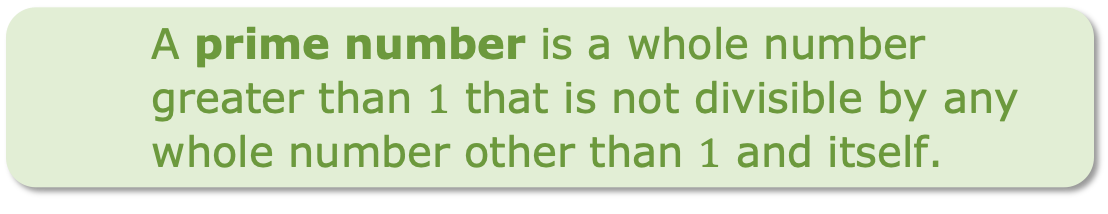 A prime number is a whole number
greater than 1 that is not divisible by any
whole number other than 1 and itself.